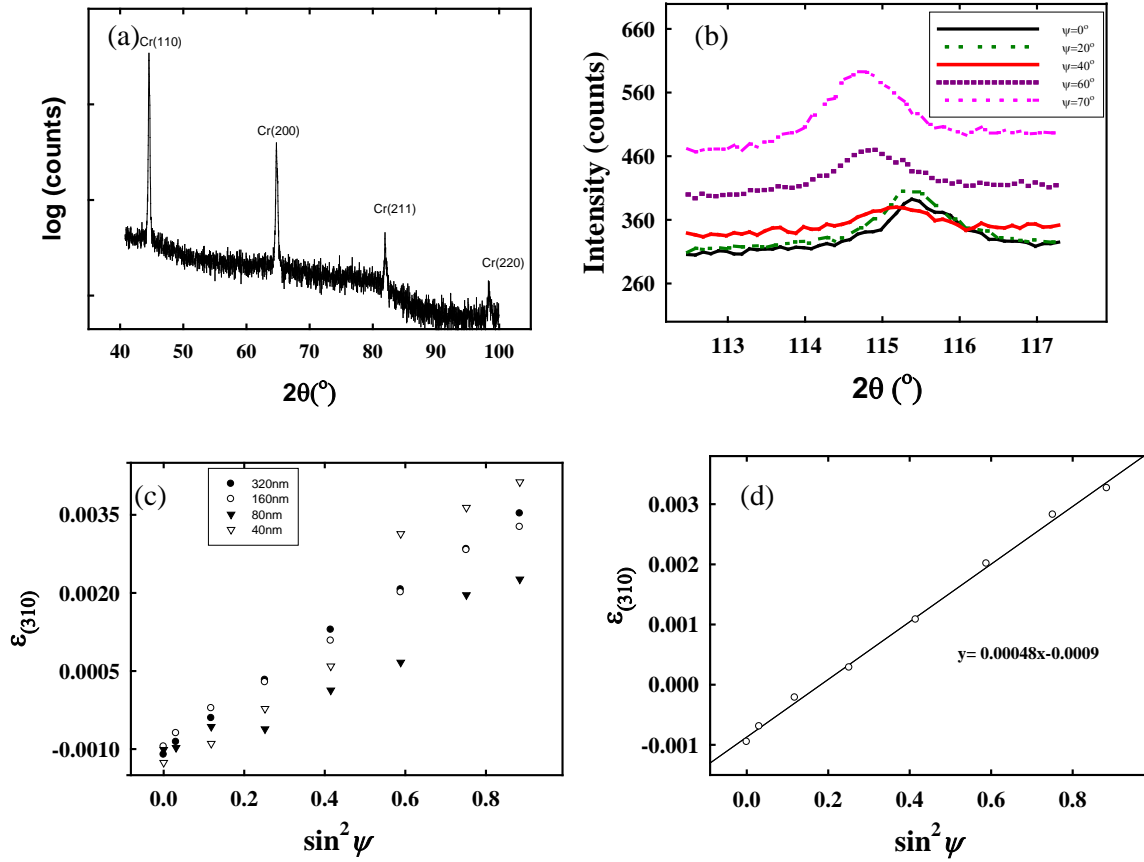 (a)
Cr(110)
Cr(200)
Cr(211)
Cr(220)
log (counts)
40 50 60 70 80 90 100
2θ(°)
(b)
ψ=0°
ψ=20°
ψ=40°
ψ=60°
ψ=70°
660
560
460
360
260
Intensity (counts)
113 114 115 116 117
2θ (°)
(c)
320nm
160nm
80nm
40nm
0.0035
0.0020
0.0005
-0.0010
ε(310)
0.0 0.2 0.4 0.6 0.8
sin² ψ
(d)
0.003
0.002
0.001
0.000
-0.001
ε(310)
y= 0.00048x-0.0009
0.0 0.2 0.4 0.6 0.8
sin² ψ